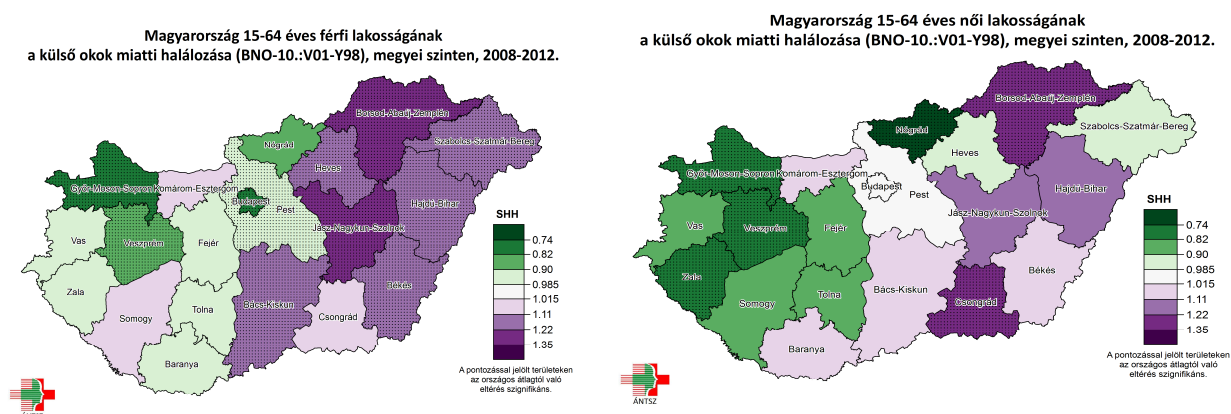 Magyarország 15-64 éves férfi lakosságának
a külső okok miatti halálozása (BNO-10.:V01-Y98), megyei szinten, 2008-2012.
Borsod-Abaúj-Zemplén
Szabolcs-Szatmár-Bereg
Nógrád
Heves
Győr-Moson-Sopron
Komárom-Esztergom
Budapest
Hajdú-Bihar
Pest
Jász-Nagykun-Szolnok
Vas
Veszprém
Fejér
Zala
Békés
Bács-Kiskun
Tolna
Somogy
Csongrád
Baranya
SHH
0.74
0.82
0.90
0.985
1.015
1.11
1.22
1.35
A pontozással jelölt területeken
az országos átlagtól való
eltérés szignifikáns.
ÁNTSZ
Magyarország 15-64 éves női lakosságának
a külső okok miatti halálozása (BNO-10.:V01-Y98), megyei szinten, 2008-2012.
Borsod-Abaúj-Zemplén
Szabolcs-Szatmár-Bereg
Nógrád
Heves
Győr-Moson-Sopron
Komárom-Esztergom
Budapest
Hajdú-Bihar
Pest
Jász-Nagykun-Szolnok
Vas
Veszprém
Fejér
Zala
Békés
Bács-Kiskun
Tolna
Somogy
Csongrád
Baranya
SHH
0.74
0.82
0.90
0.985
1.015
1.11
1.22
1.35
A pontozással jelölt területeken
az országos átlagtól való
eltérés szignifikáns.
ÁNTSZ